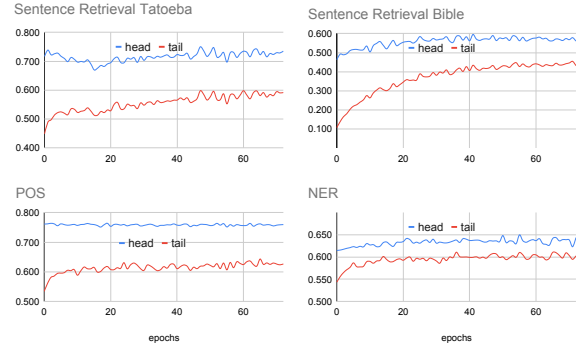 Sentence Retrieval Tatoeba
0.800
head tail
0.700
0.600
0.500
0.400
0 20 40 60
Sentence Retrieval Bible
0.600
head tail
0.500
0.400
0.300
0.200
0.100
0 20 40 60
POS
0.800
0.700
head tail
0.600
0.500
0 20 40 60
epochs
NER
head tail
0.650
0.600
0.550
0.500
0 20 40 60
epochs